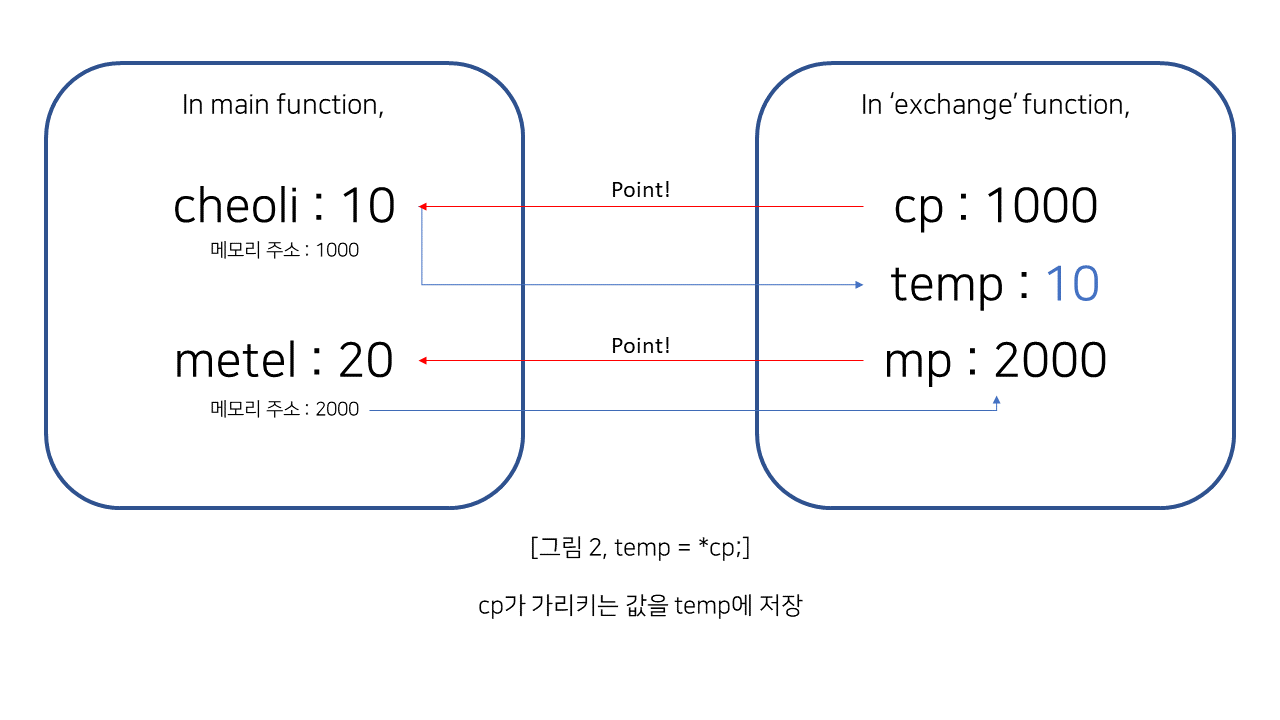 In main function,
In ‘exchange’ function,
cheoli : 10
Point!
cp : 1000
메모리 주소 : 1000
temp : 10
metel : 20
Point!
mp : 2000
메모리 주소 : 2000
[그림 2, temp = *cp;]
cp가 가리키는 값을 temp에 저장